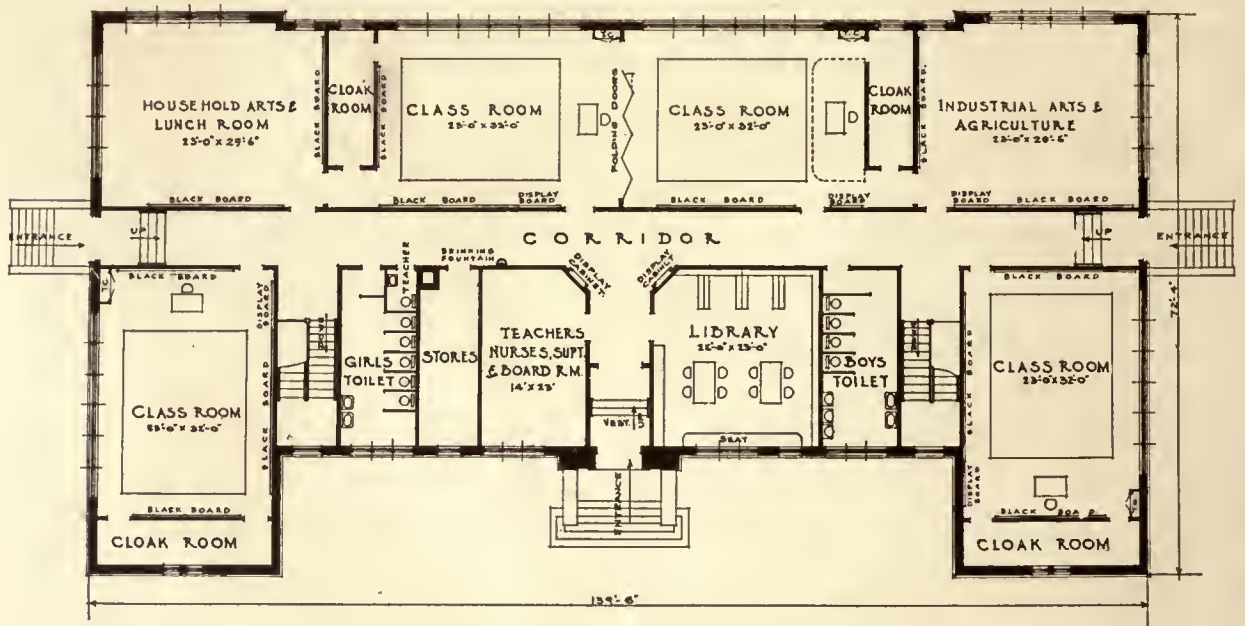 HOUSEHOLD ARTS &
LUNCH ROOM
23'-0" X 29'-6"
BLACK BOARD
BLACK BOARD
CLOAK
ROOM
BLACK BOARD
CLASS ROOM
BLACK BOARD
DISPLAY
BOARD
T.C.
FOLDING DOORS
CLASS ROOM
23'-0" X 32'-0"
BLACK BOARD
DISPLAY
BOARD
T.C.
CLOAK
ROOM
BLACK BOARD
INDUSTRIAL ARTS &
AGRICULTURE
DISPLAY
BOARD
BLACK BOARD
ENTRANCE
UP
CORRIDOR
UP
ENTRANCE
72'-4"
T.C.
BLACK BOARD
DISPLAY
BOARD
CLASS ROOM
BLACK BOARD
BLACK BOARD
CLOAK ROOM
TEACHER
GIRLS
TOILET
STORES
DRINKING
FOUNTAIN
DISPLAY
CABINET
TEACHERS
NURSES, SUPT.
& BOARD R.M.
14' X 23'
DISPLAY
CABINET
VEST.
UP
ENTRANCE
LIBRARY
SEAT
BOYS
TOILET
BLACK BOARD
BLACK BOARD
CLASS ROOM
23'-0" X 32'-0"
DISPLAY
BOARD
BLACK BOARD
T.C.
CLOAK ROOM
139'-6"